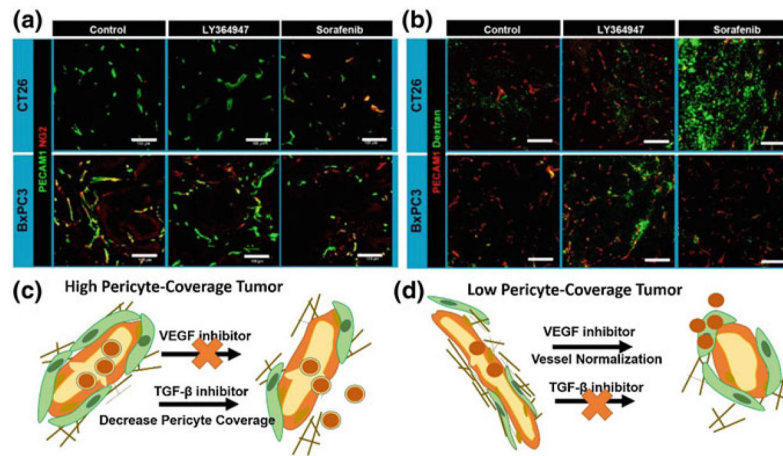 (a)
Control LY364947 Sorafenib
CT26
BxPC3
PECAM1 NG2
(b)
Control LY364947 Sorafenib
CT26
BxPC3
PECAM1 Dextran
(c) High Pericyte-Coverage Tumor
VEGF inhibitor
TGF-β inhibitor
Decrease Pericyte Coverage
(d) Low Pericyte-Coverage Tumor
VEGF inhibitor
Vessel Normalization
TGF-β inhibitor